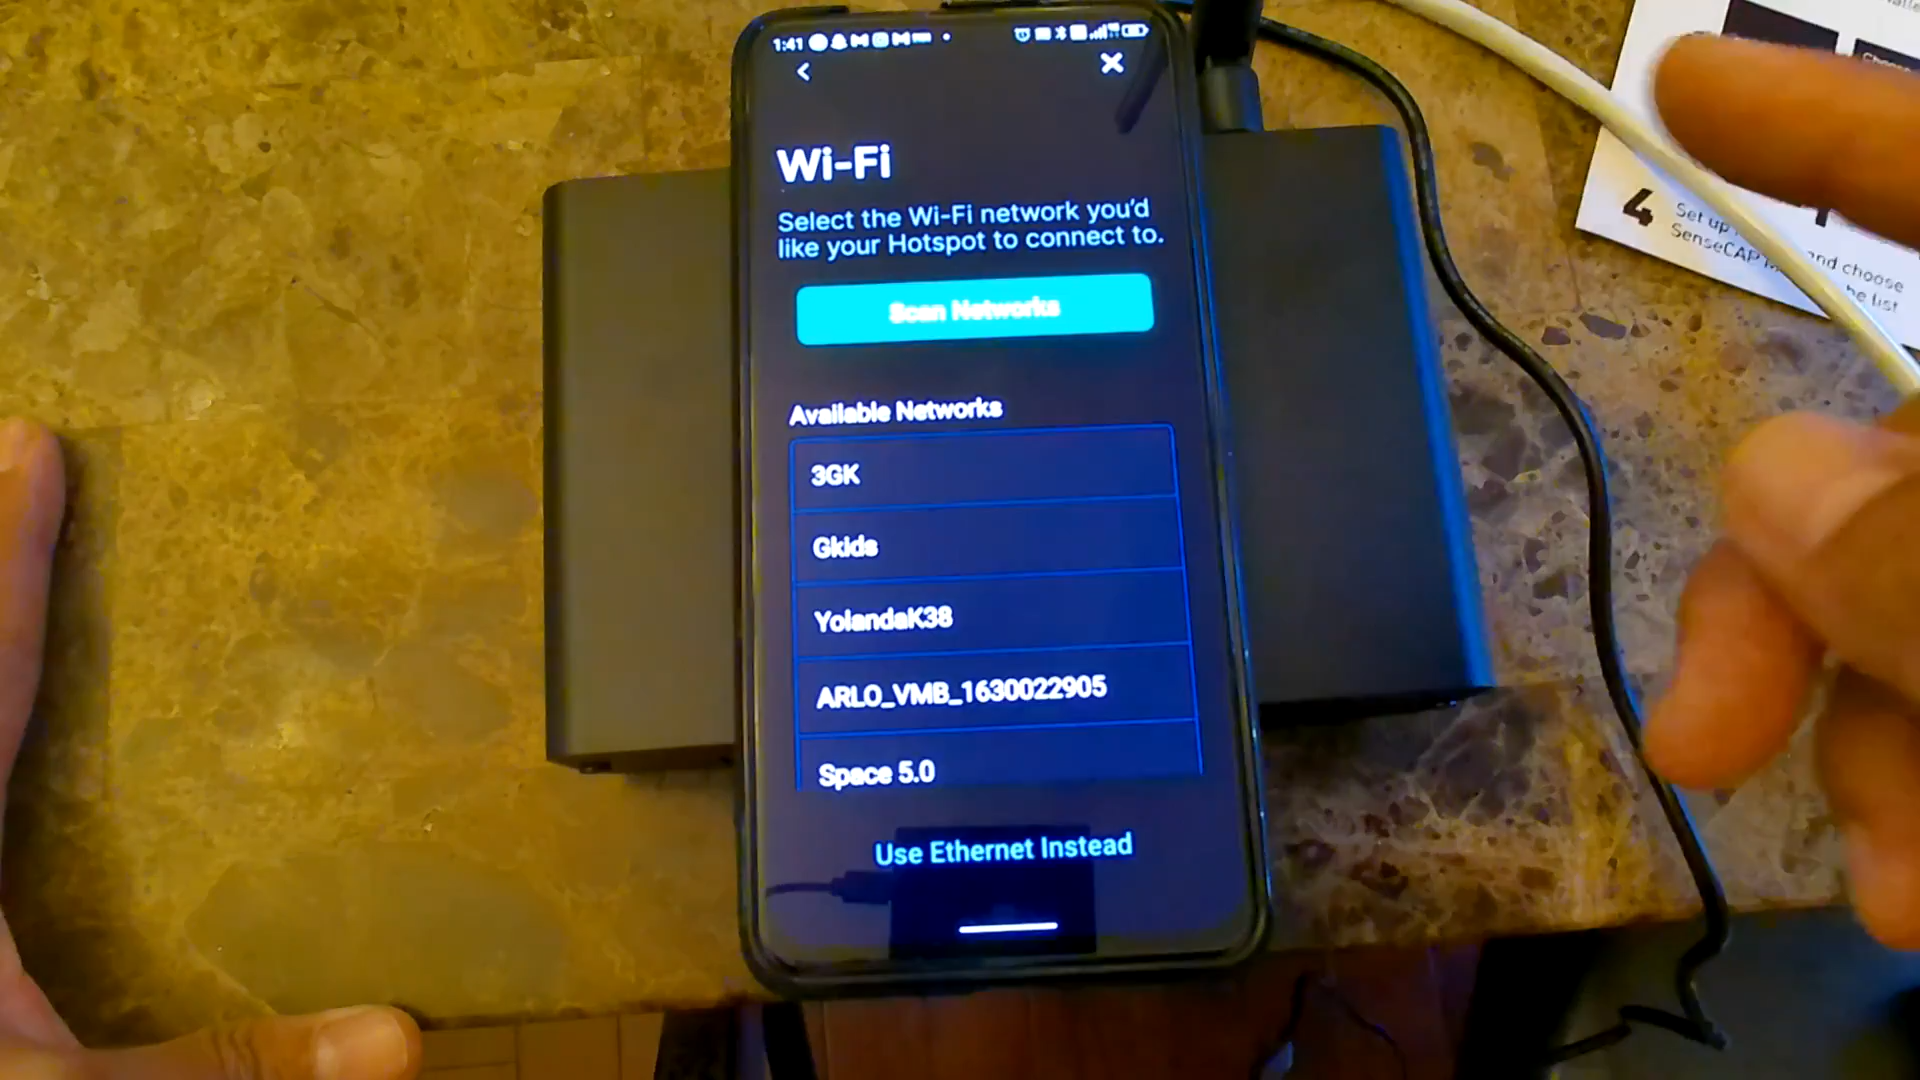 1:41
Wi-Fi
Select the Wi-Fi network you'd
like your Hotspot to connect to.
Scan Networks
Available Networks
3GK
Gkids
YolandaK38
ARLO_VMB_1630022905
Space 5.0
Use Ethernet Instead
4
Set up
SenseCAP
and choose
he list